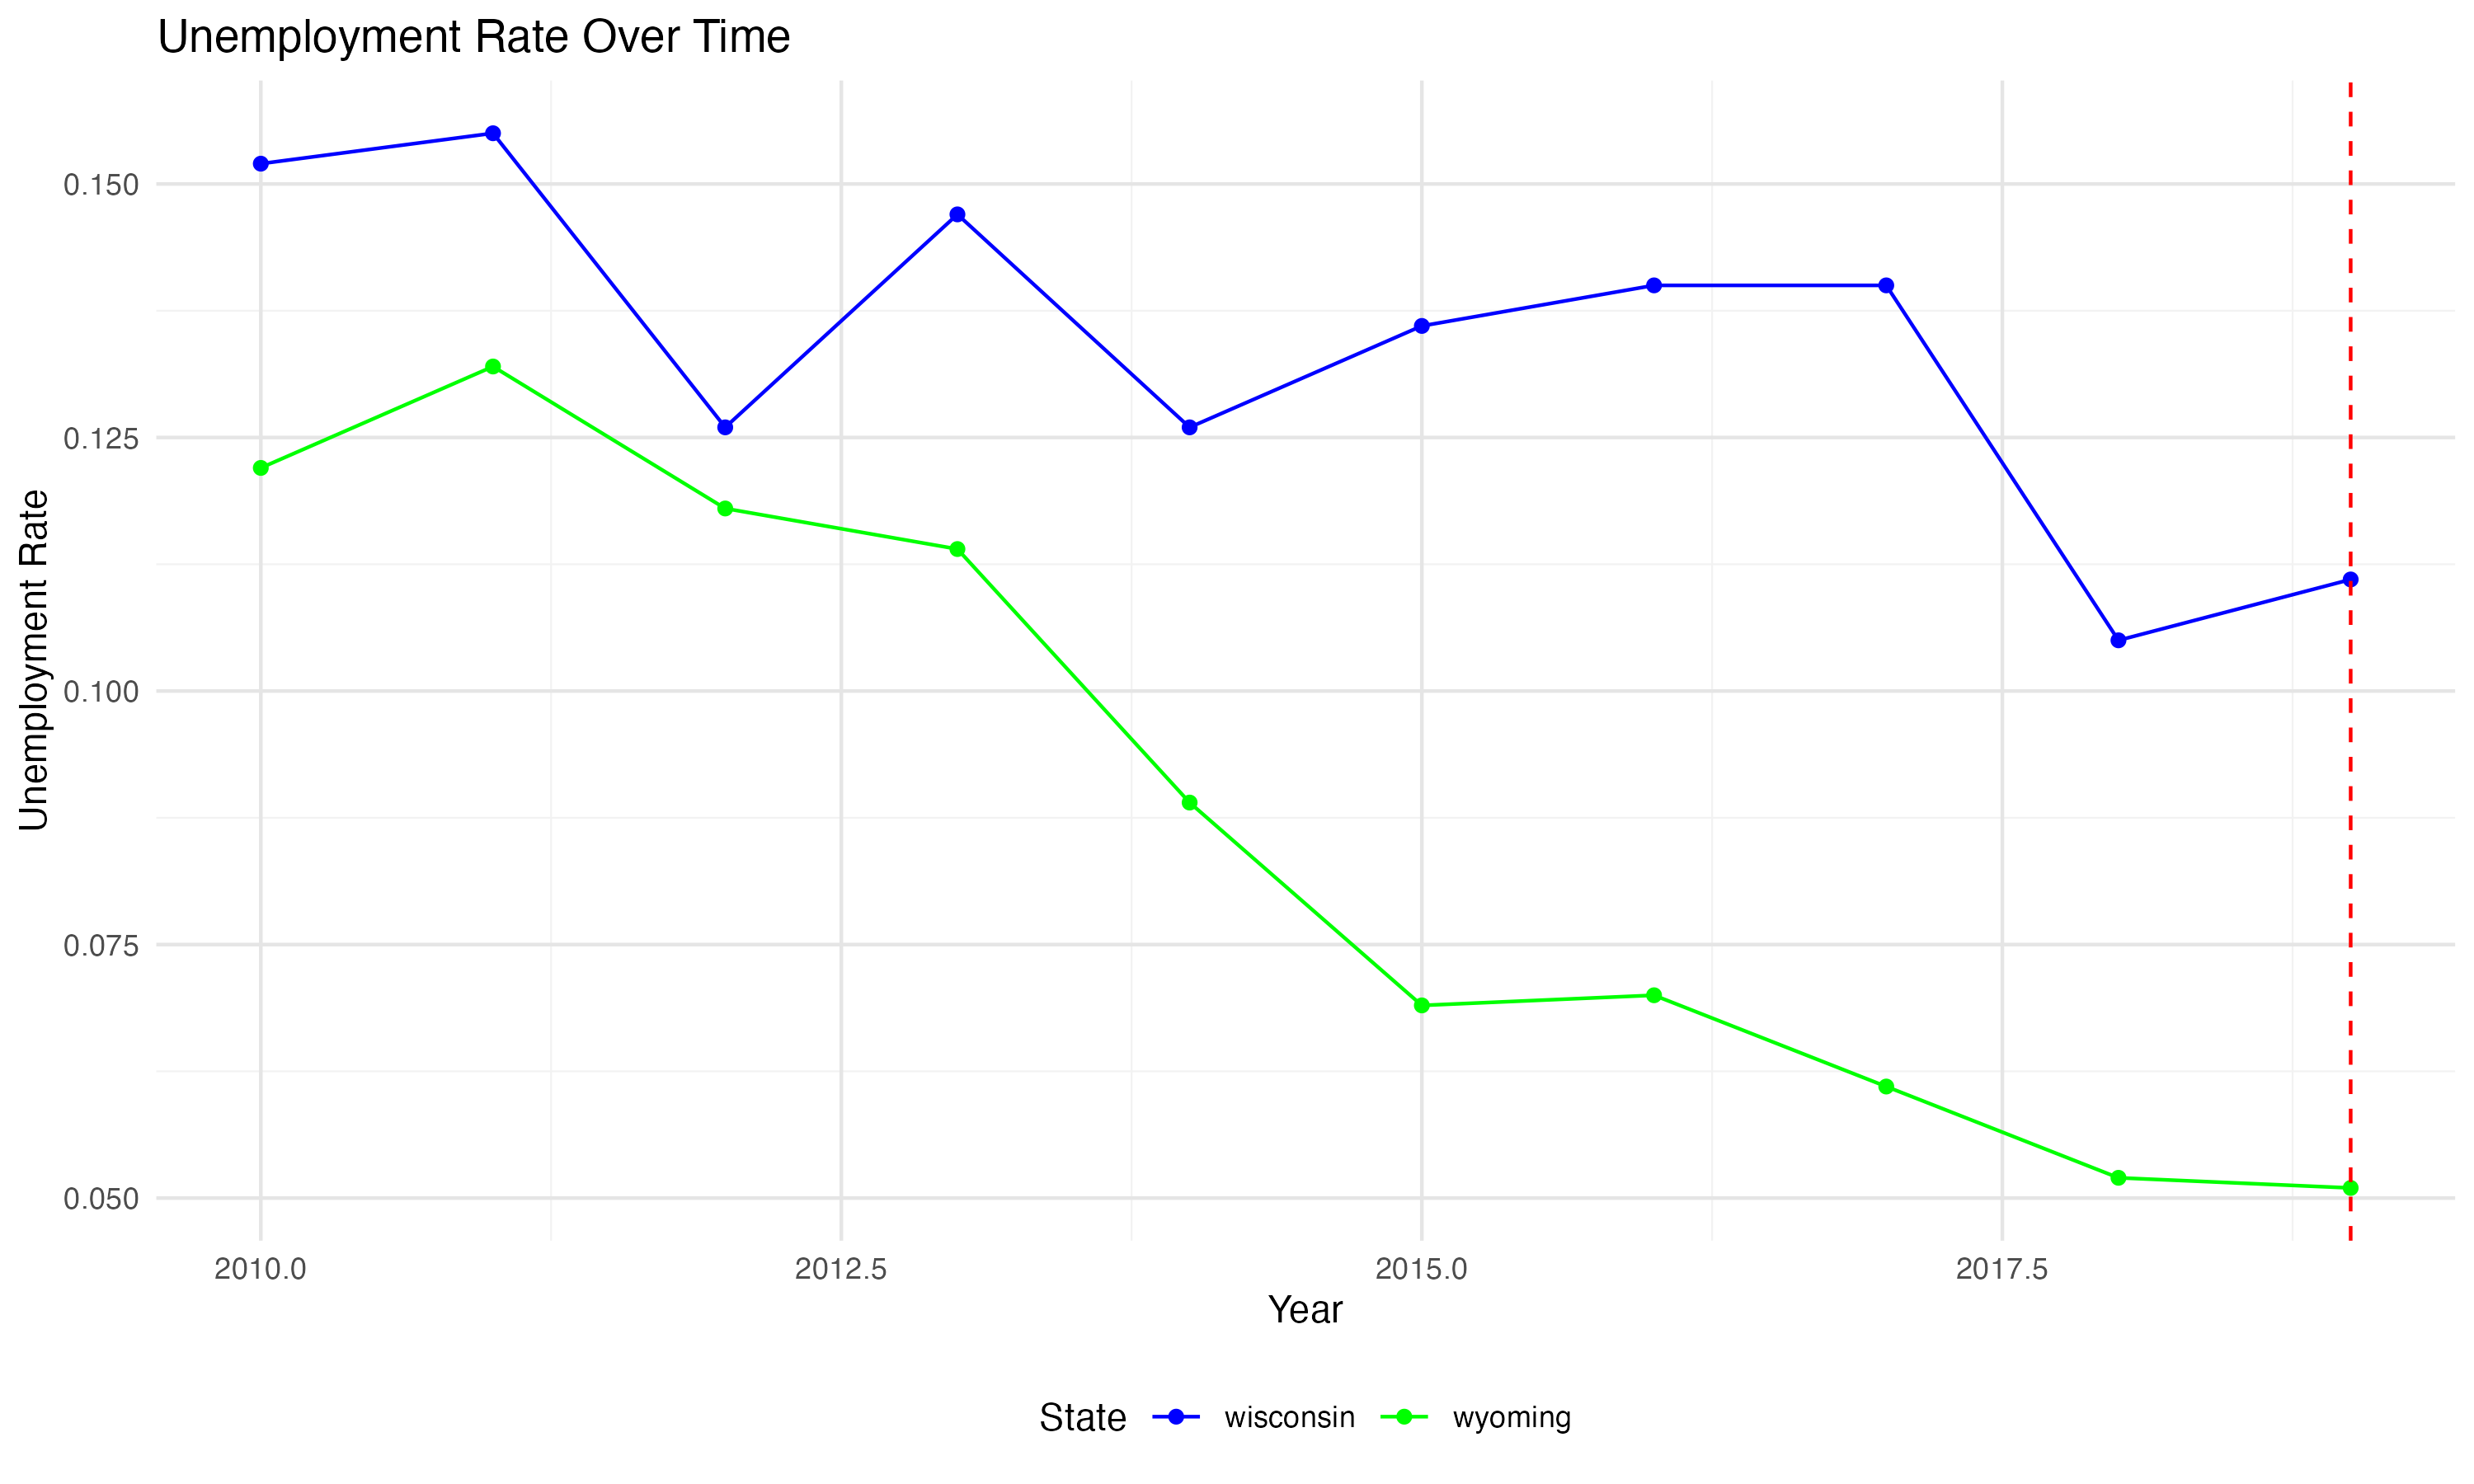 Unemployment Rate Over Time
Unemployment Rate
0.150
0.125
0.100
0.075
0.050
2010.0 2012.5 2015.0 2017.5
Year
State wisconsin wyoming